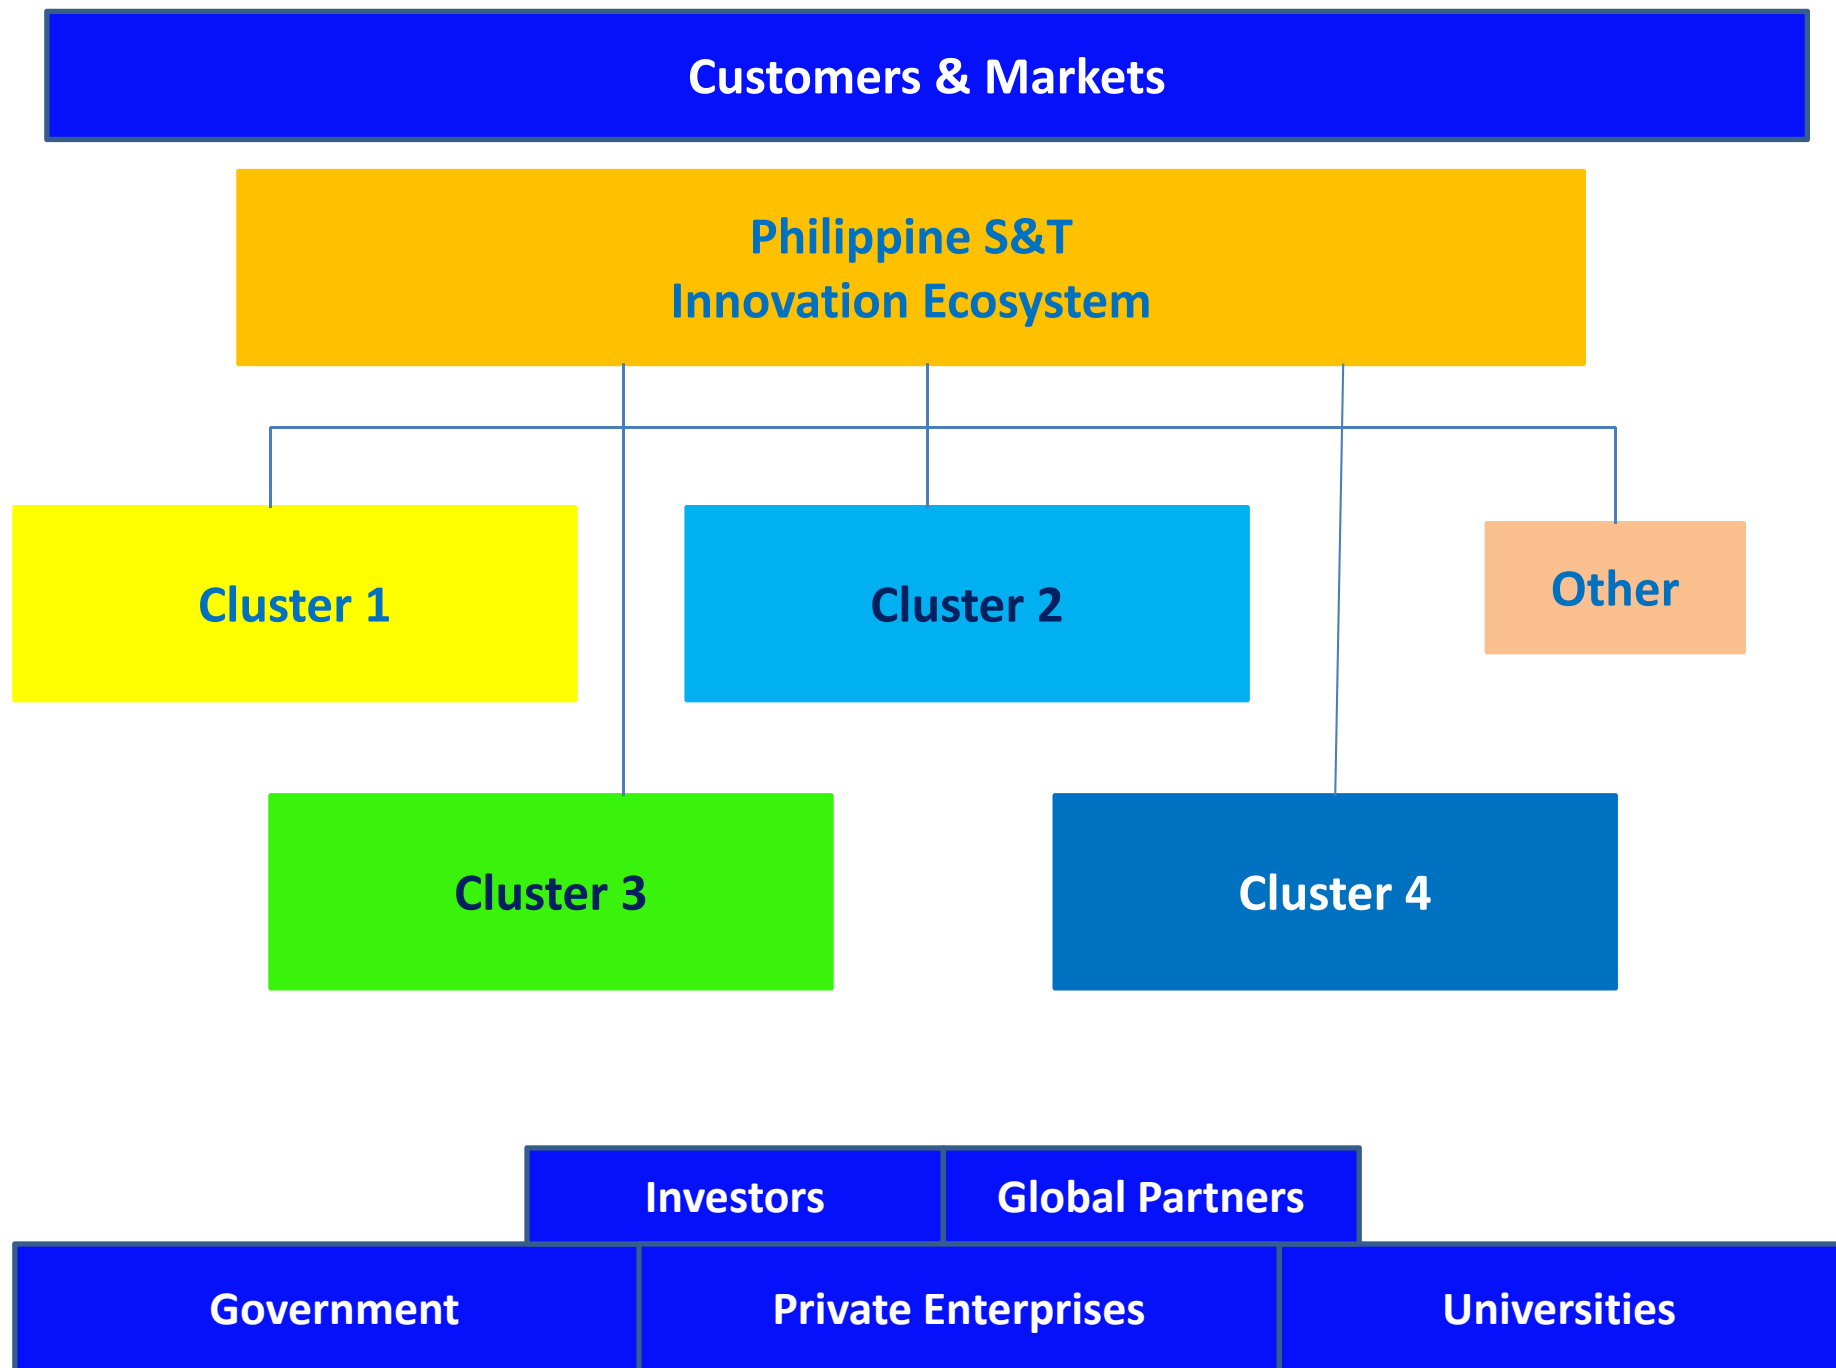 Customers & Markets
Philippine S&T
Innovation Ecosystem
Cluster 1
Cluster 2
Other
Cluster 3
Cluster 4
Investors
Global Partners
Government
Private Enterprises
Universities